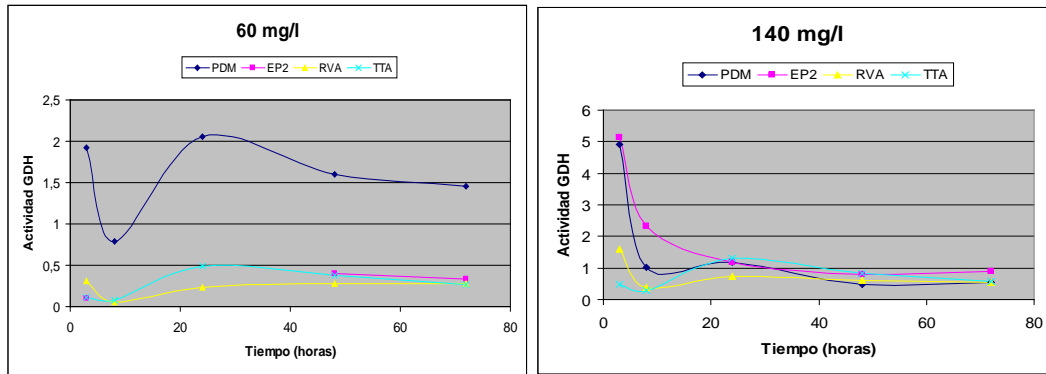 60 mg/l
PDM EP2 RVA TTA
Actividad GDH
2,5
2
1,5
1
0,5
0
0 20 40 60 80
Tiempo (horas)
140 mg/l
PDM EP2 RVA TTA
Actividad GDH
6
5
4
3
2
1
0
0 20 40 60 80
Tiempo (horas)